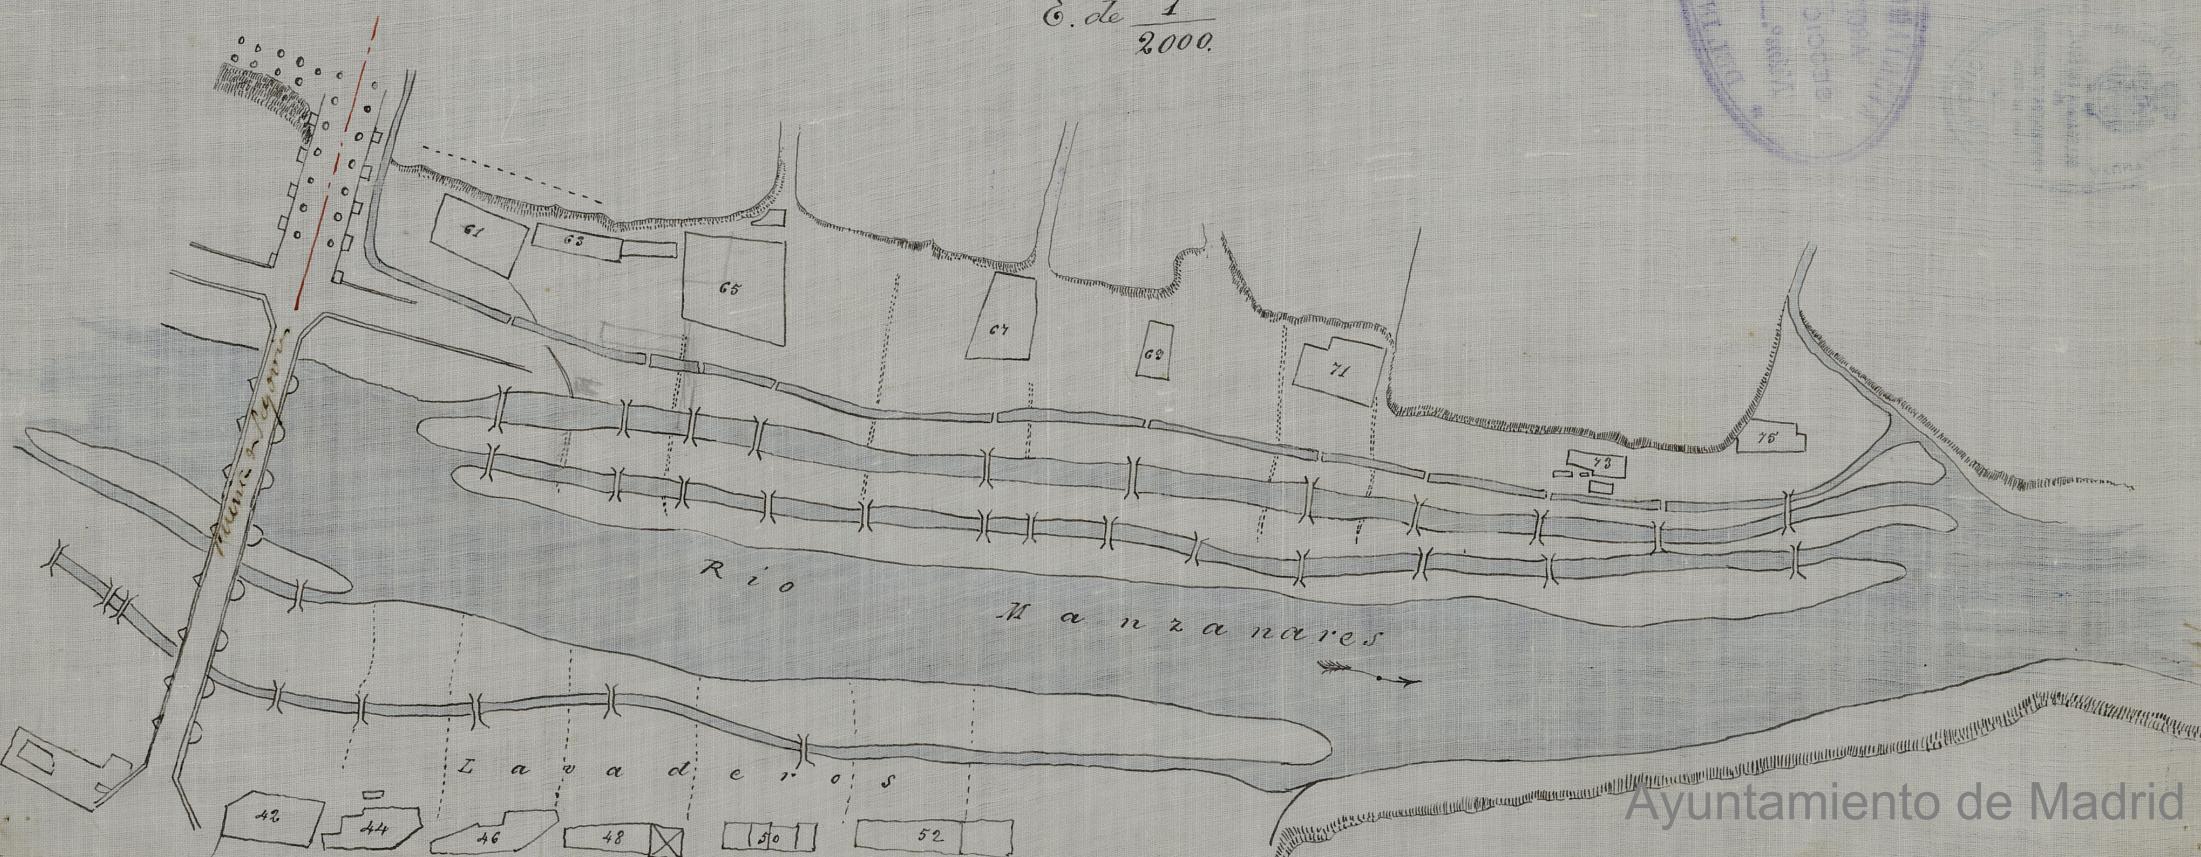 E. de 1/2000.
61
63
65
67
69
71
73
75
Puente de Segovia
Rio Manzanares
Lavaderos
42
44
46
48
50
52
Ayuntamiento de Madrid